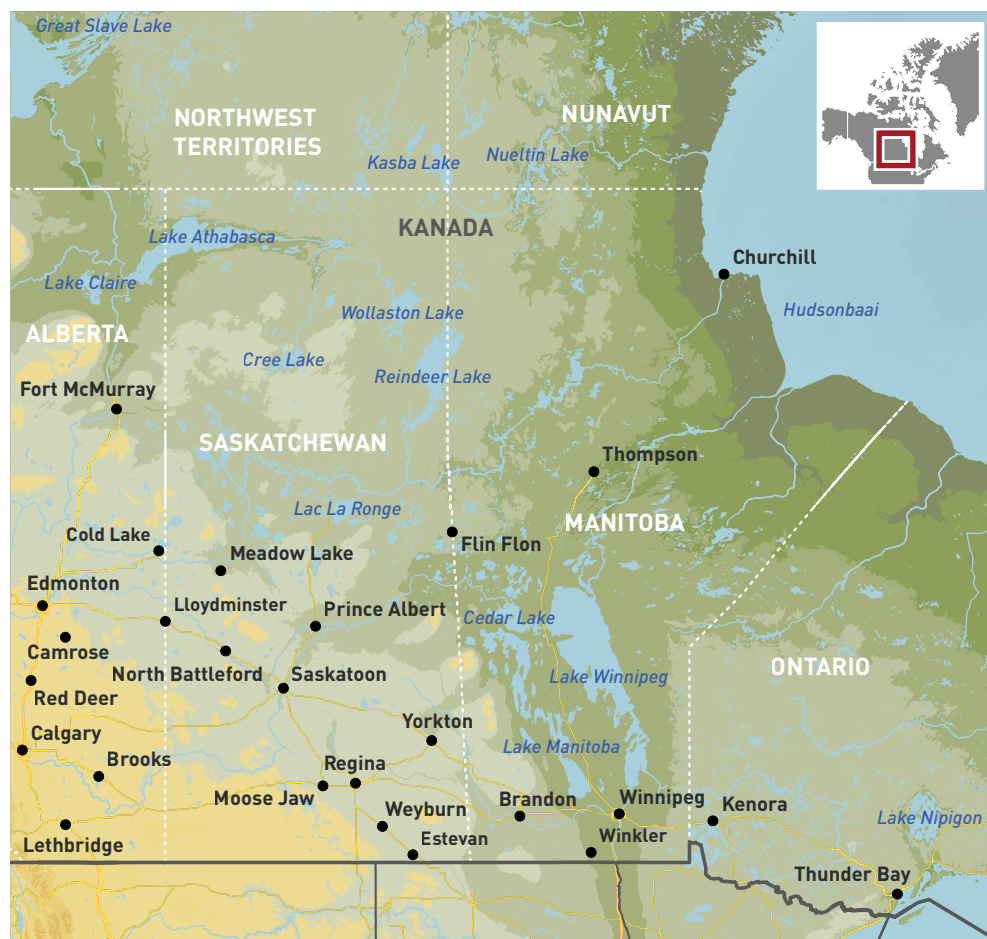 Great Slave Lake
NORTHWEST
TERRITORIES
NUNAVUT
Kasba Lake
Nueltin Lake
KANADA
Lake Athabasca
Churchill
Lake Claire
Hudsonbaai
Wollaston Lake
ALBERTA
Cree Lake
Reindeer Lake
Fort McMurray
SASKATCHEWAN
Thompson
Lac La Ronge
MANITOBA
Cold Lake
Flin Flon
Meadow Lake
Edmonton
Lloydminster
Prince Albert
Cedar Lake
Camrose
ONTARIO
North Battleford
Saskatoon
Lake Winnipeg
Red Deer
Yorkton
Calgary
Lake Manitoba
Brooks
Regina
Moose Jaw
Brandon
Winnipeg
Kenora
Weyburn
Lake Nipigon
Lethbridge
Estevan
Winkler
Thunder Bay